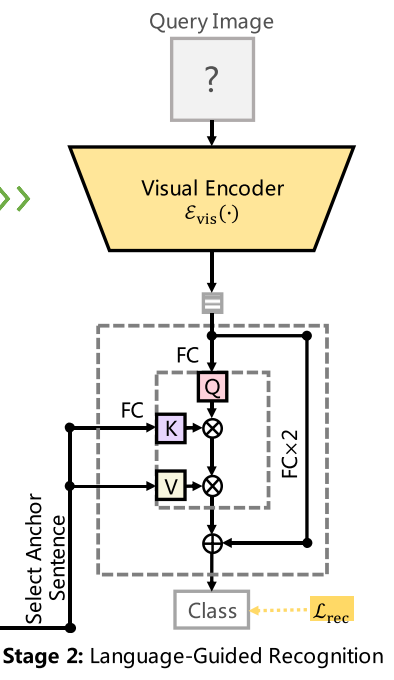 Query Image
?
Visual Encoder
ℰvis(·)
FC
Q
FC
K
V
FC×2
Select Anchor
Sentence
Class
ℒrec
Stage 2: Language-Guided Recognition